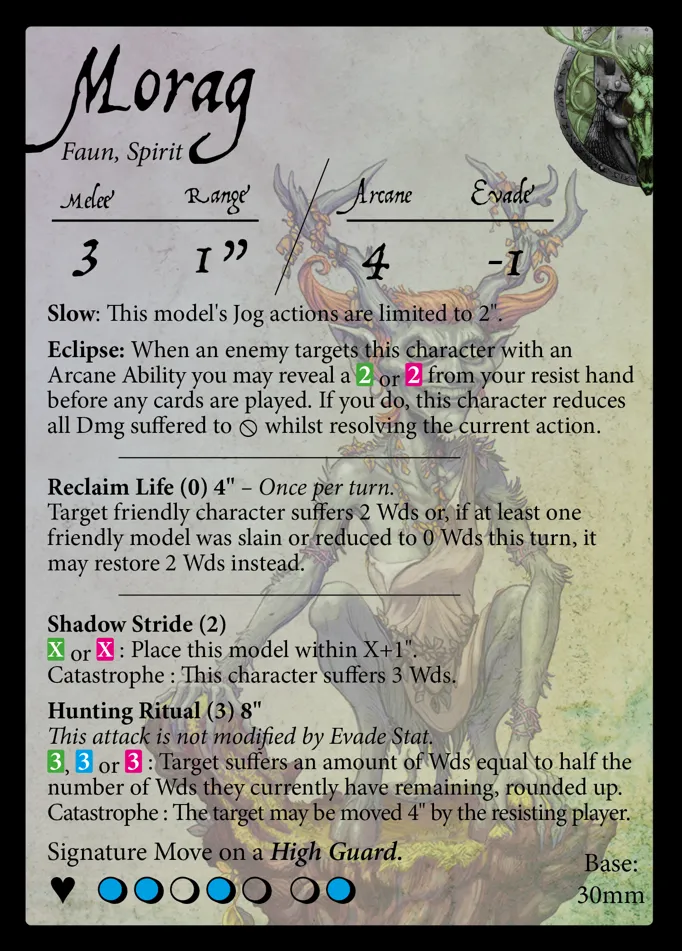 Morag
Faun, Spirit
Melee Range Arcane Evade
3 1" 4 -1
Slow: This model's Jog actions are limited to 2".
Eclipse: When an enemy targets this character with an
Arcane Ability you may reveal a 2 or 2 from your resist hand
before any cards are played. If you do, this character reduces
all Dmg suffered to ⦸ whilst resolving the current action.
Reclaim Life (0) 4" – Once per turn.
Target friendly character suffers 2 Wds or, if at least one
friendly model was slain or reduced to 0 Wds this turn, it
may restore 2 Wds instead.
Shadow Stride (2)
X or X : Place this model within X+1".
Catastrophe : This character suffers 3 Wds.
Hunting Ritual (3) 8"
This attack is not modified by Evade Stat.
3, 3 or 3 : Target suffers an amount of Wds equal to half the
number of Wds they currently have remaining, rounded up.
Catastrophe : The target may be moved 4" by the resisting player.
Signature Move on a High Guard.
Base:
30mm